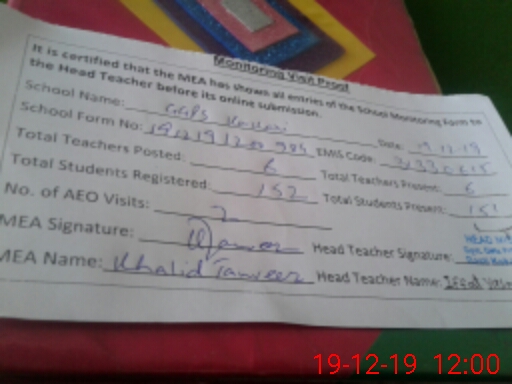 Monitoring Visit Proof
It is certified that the MEA has shown all entries of the School Monitoring Form to
the Head Teacher before its online submission.
School Name: GGPS Date: 19-12-19
School Form No: EMIS Code:
Total Teachers Posted: 6 Total Teachers Present: 6
Total Students Registered: 152 Total Students Present: 151
No. of AEO Visits: 2
MEA Signature: Head Teacher Signature: HEAD
MEA Name: Khalid Tanveer Head Teacher Name:
19-12-19 12:00